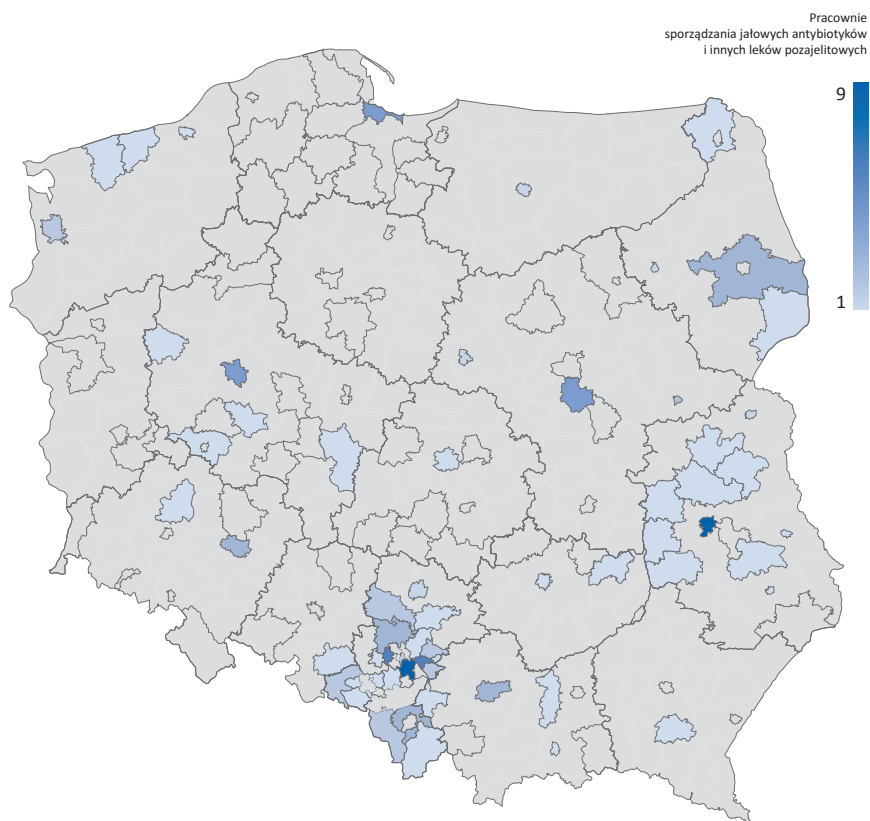 Pracownie
sporządzania jałowych antybiotyków
i innych leków pozajelitowych
9
1